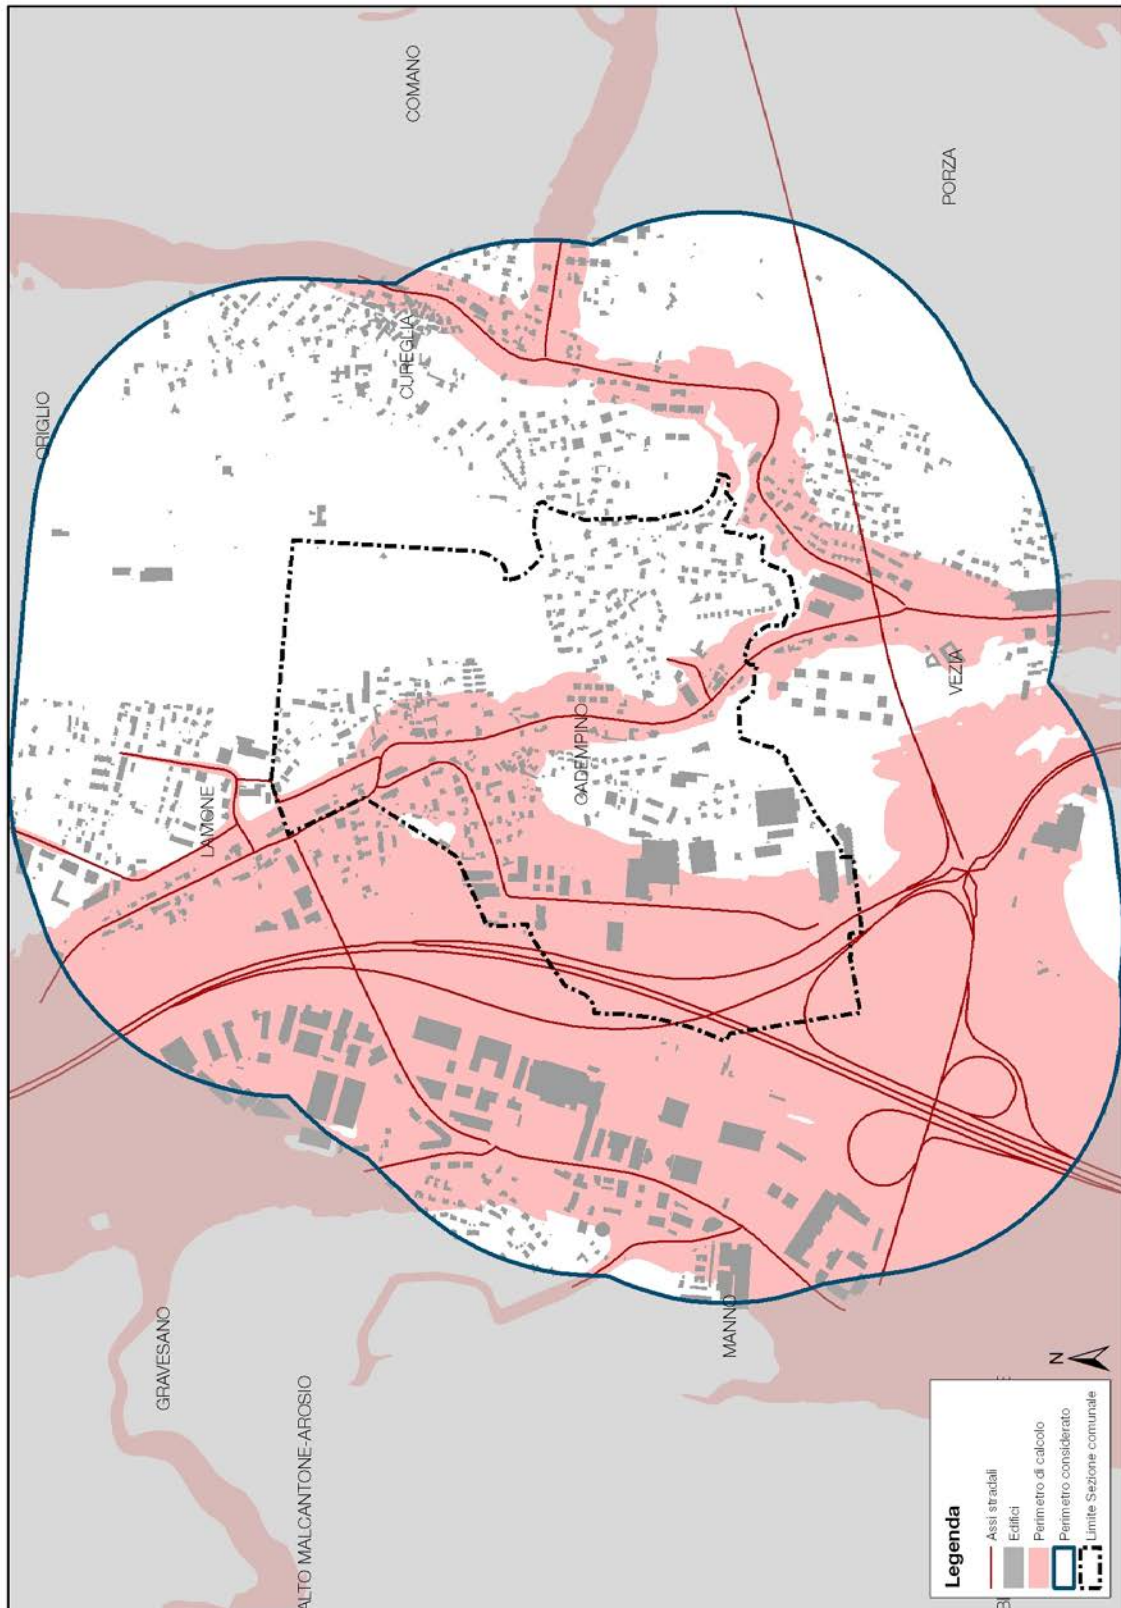 ORIGLIO
GRAVESANO
LAMONE
ALTO MALCANTONE-AROSIO
CUREGLIA
COMANO
CADEMPINO
MANNO
VEZIA
PORZA
Legenda
Assi stradali
Edifici
Perimetro di calcolo
Perimetro considerato
Limite Sezione comunale
N